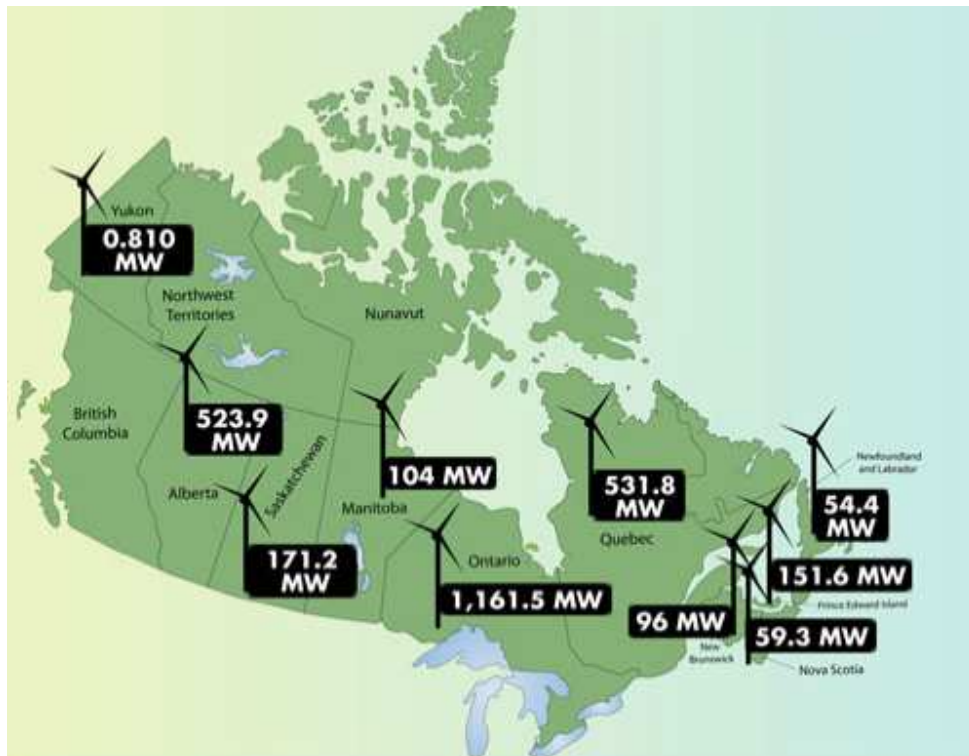 Yukon
0.810
MW
Northwest
Territories
Nunavut
British
Columbia
523.9
MW
Alberta
Saskatchewan
171.2
MW
104 MW
Manitoba
Ontario
1,161.5 MW
531.8
MW
Quebec
Newfoundland
and Labrador
54.4
MW
151.6 MW
Prince Edward Island
96 MW
New
Brunswick
59.3 MW
Nova Scotia